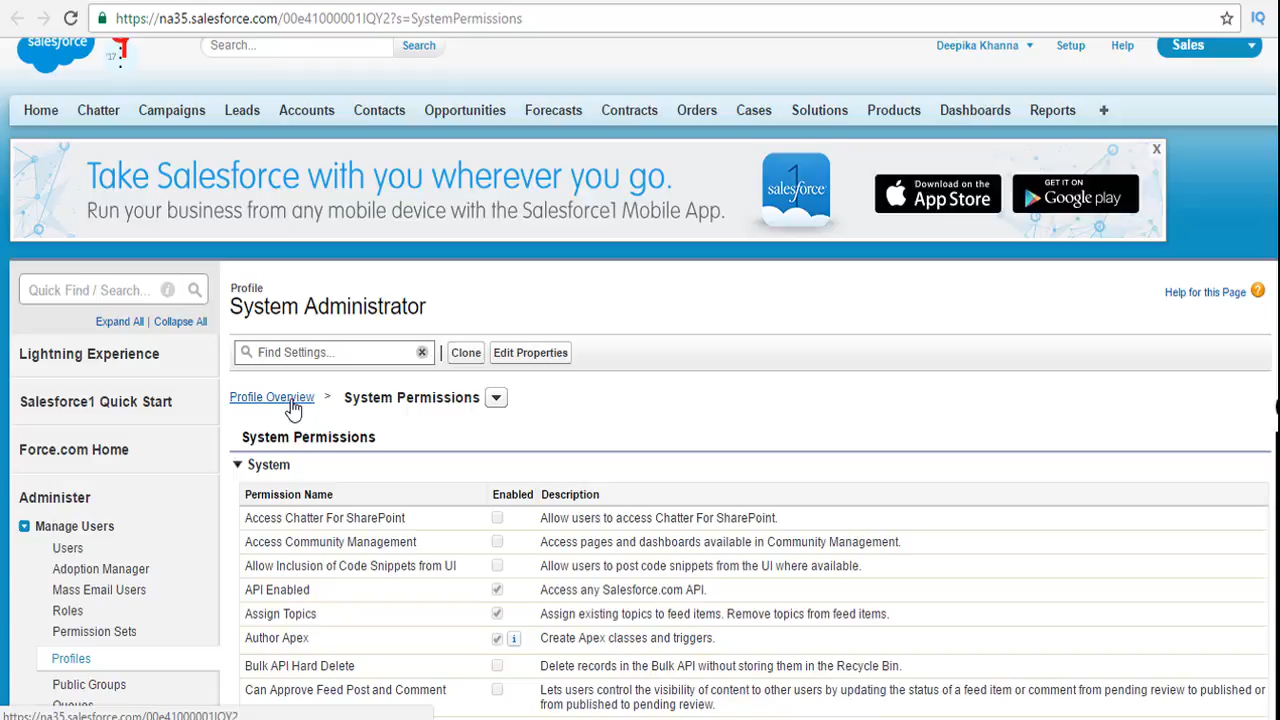 https://na35.salesforce.com/00e41000001IQY2?s=SystemPermissions
IQ
salesforce
'17
Search...
Search
Deepika Khanna
Setup
Help
Sales
Home
Chatter
Campaigns
Leads
Accounts
Contacts
Opportunities
Forecasts
Contracts
Orders
Cases
Solutions
Products
Dashboards
Reports
+
Take Salesforce with you wherever you go.
Run your business from any mobile device with the Salesforce1 Mobile App.
1
salesforce
Download on the
App Store
GET IT ON
Google play
X
Quick Find / Search...
Expand All | Collapse All
Lightning Experience
Salesforce1 Quick Start
Force.com Home
Administer
Manage Users
Users
Adoption Manager
Mass Email Users
Roles
Permission Sets
Profiles
Public Groups
Queues
Profile
System Administrator
Help for this Page
Find Settings...
Clone
Edit Properties
Profile Overview > System Permissions
System Permissions
System
Permission Name Enabled Description
Access Chatter For SharePoint Allow users to access Chatter For SharePoint.
Access Community Management Access pages and dashboards available in Community Management.
Allow Inclusion of Code Snippets from UI Allow users to post code snippets from the UI where available.
API Enabled Access any Salesforce.com API.
Assign Topics Assign existing topics to feed items. Remove topics from feed items.
Author Apex Create Apex classes and triggers.
Bulk API Hard Delete Delete records in the Bulk API without storing them in the Recycle Bin.
Can Approve Feed Post and Comment Lets users control the visibility of content to other users by updating the status of a feed item or comment from pending review to published or
from published to pending review.
https://na35.salesforce.com/00e41000001IQY2